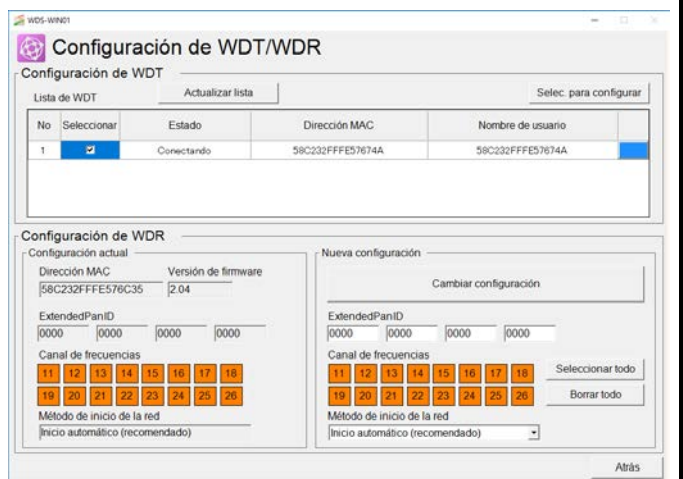 WDS-WIN01
Configuración de WDT/WDR
Configuración de WDT
Lista de WDT
Actualizar lista
Selec. para configurar
No Seleccionar Estado Dirección MAC Nombre de usuario
1 Conectando 58C232FFFE57674A 58C232FFFE57674A
Configuración de WDR
Configuración actual
Dirección MAC Versión de firmware
58C232FFFE576C35 2.04
ExtendedPanID
0000 0000 0000 0000
Canal de frecuencias
11 12 13 14 15 16 17 18
19 20 21 22 23 24 25 26
Método de inicio de la red
Inicio automático (recomendado)
Nueva configuración
Cambiar configuración
ExtendedPanID
0000 0000 0000 0000
Canal de frecuencias
11 12 13 14 15 16 17 18
19 20 21 22 23 24 25 26
Seleccionar todo
Borrar todo
Método de inicio de la red
Inicio automático (recomendado)
Atrás